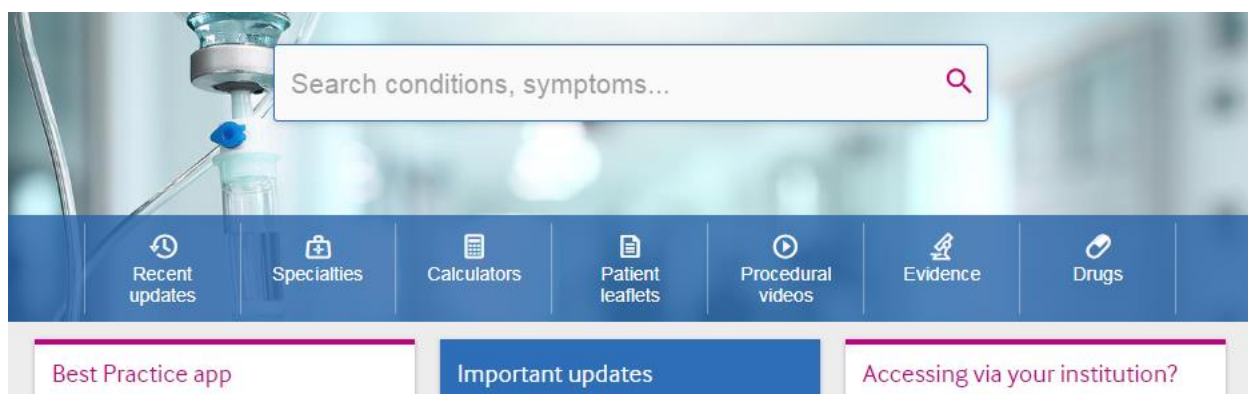 Search conditions, symptoms...
Recent
updates
Specialties
Calculators
Patient
leaflets
Procedural
videos
Evidence
Drugs
Best Practice app
Important updates
Accessing via your institution?